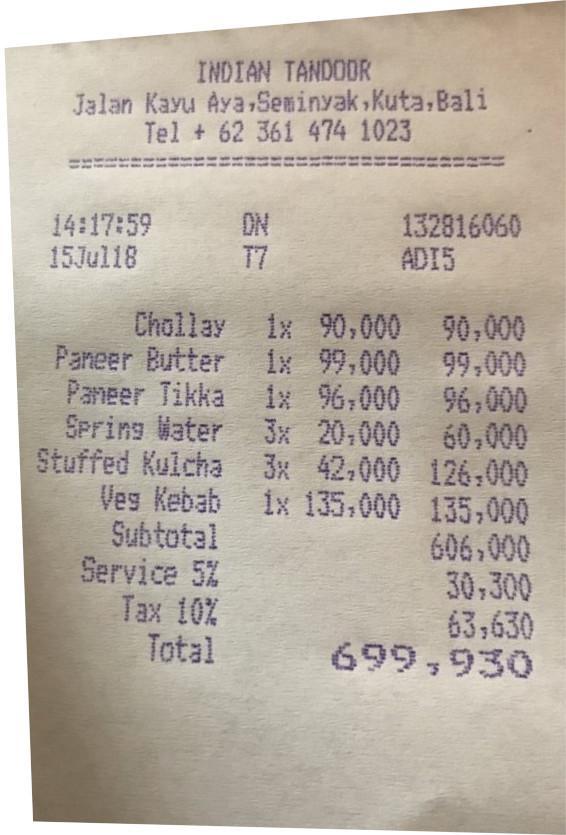 INDIAN TANDOOR
Jalan Kayu Aya,Seminyak,Kuta,Bali
Tel + 62 361 474 1023
==================================
14:17:59 DN 132816060
15Jul18 T7 ADI5
Chollay 1x 90,000 90,000
Paneer Butter 1x 99,000 99,000
Paneer Tikka 1x 96,000 96,000
Spring Water 3x 20,000 60,000
Stuffed Kulcha 3x 42,000 126,000
Veg Kebab 1x 135,000 135,000
Subtotal 606,000
Service 5% 30,300
Tax 10% 63,630
Total 699,930